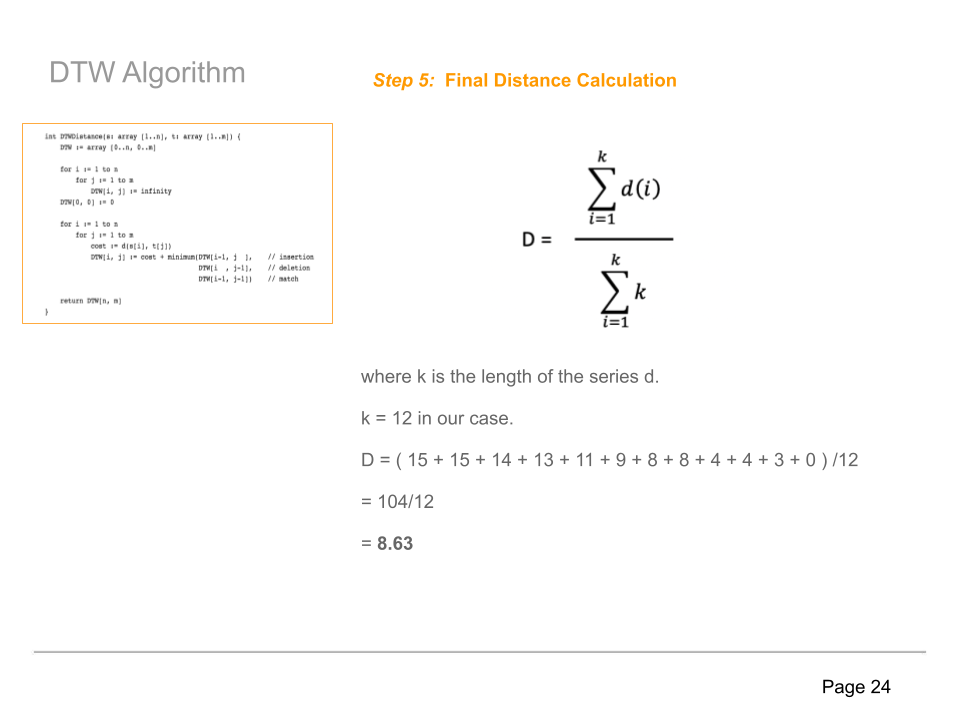 DTW Algorithm
Step 5: Final Distance Calculation
int DTWDistance(s: array [1..n], t: array [1..m]) {
DTW := array [0..n, 0..m]
for i := 1 to n
for j := 1 to m
DTW[i, j] := infinity
DTW[0, 0] := 0
for i := 1 to n
for j := 1 to m
cost := d(s[i], t[j])
DTW[i, j] := cost + minimum(DTW[i-1, j ], // insertion
DTW[i , j-1], // deletion
DTW[i-1, j-1]) // match
return DTW[n, m]
}
k
∑ d(i)
i=1
D =
k
∑ k
i=1
where k is the length of the series d.
k = 12 in our case.
D = ( 15 + 15 + 14 + 13 + 11 + 9 + 8 + 8 + 4 + 4 + 3 + 0 ) /12
= 104/12
= 8.63
Page 24